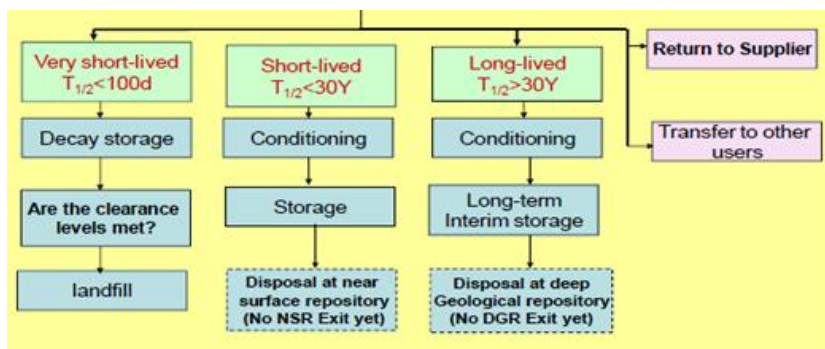 Very short-lived
T1/2<100d
Short-lived
T1/2<30Y
Long-lived
T1/2>30Y
Return to Supplier
Decay storage
Conditioning
Conditioning
Transfer to other
users
Are the clearance
levels met?
Storage
Long-term
Interim storage
landfill
Disposal at near
surface repository
(No NSR Exit yet)
Disposal at deep
Geological repository
(No DGR Exit yet)